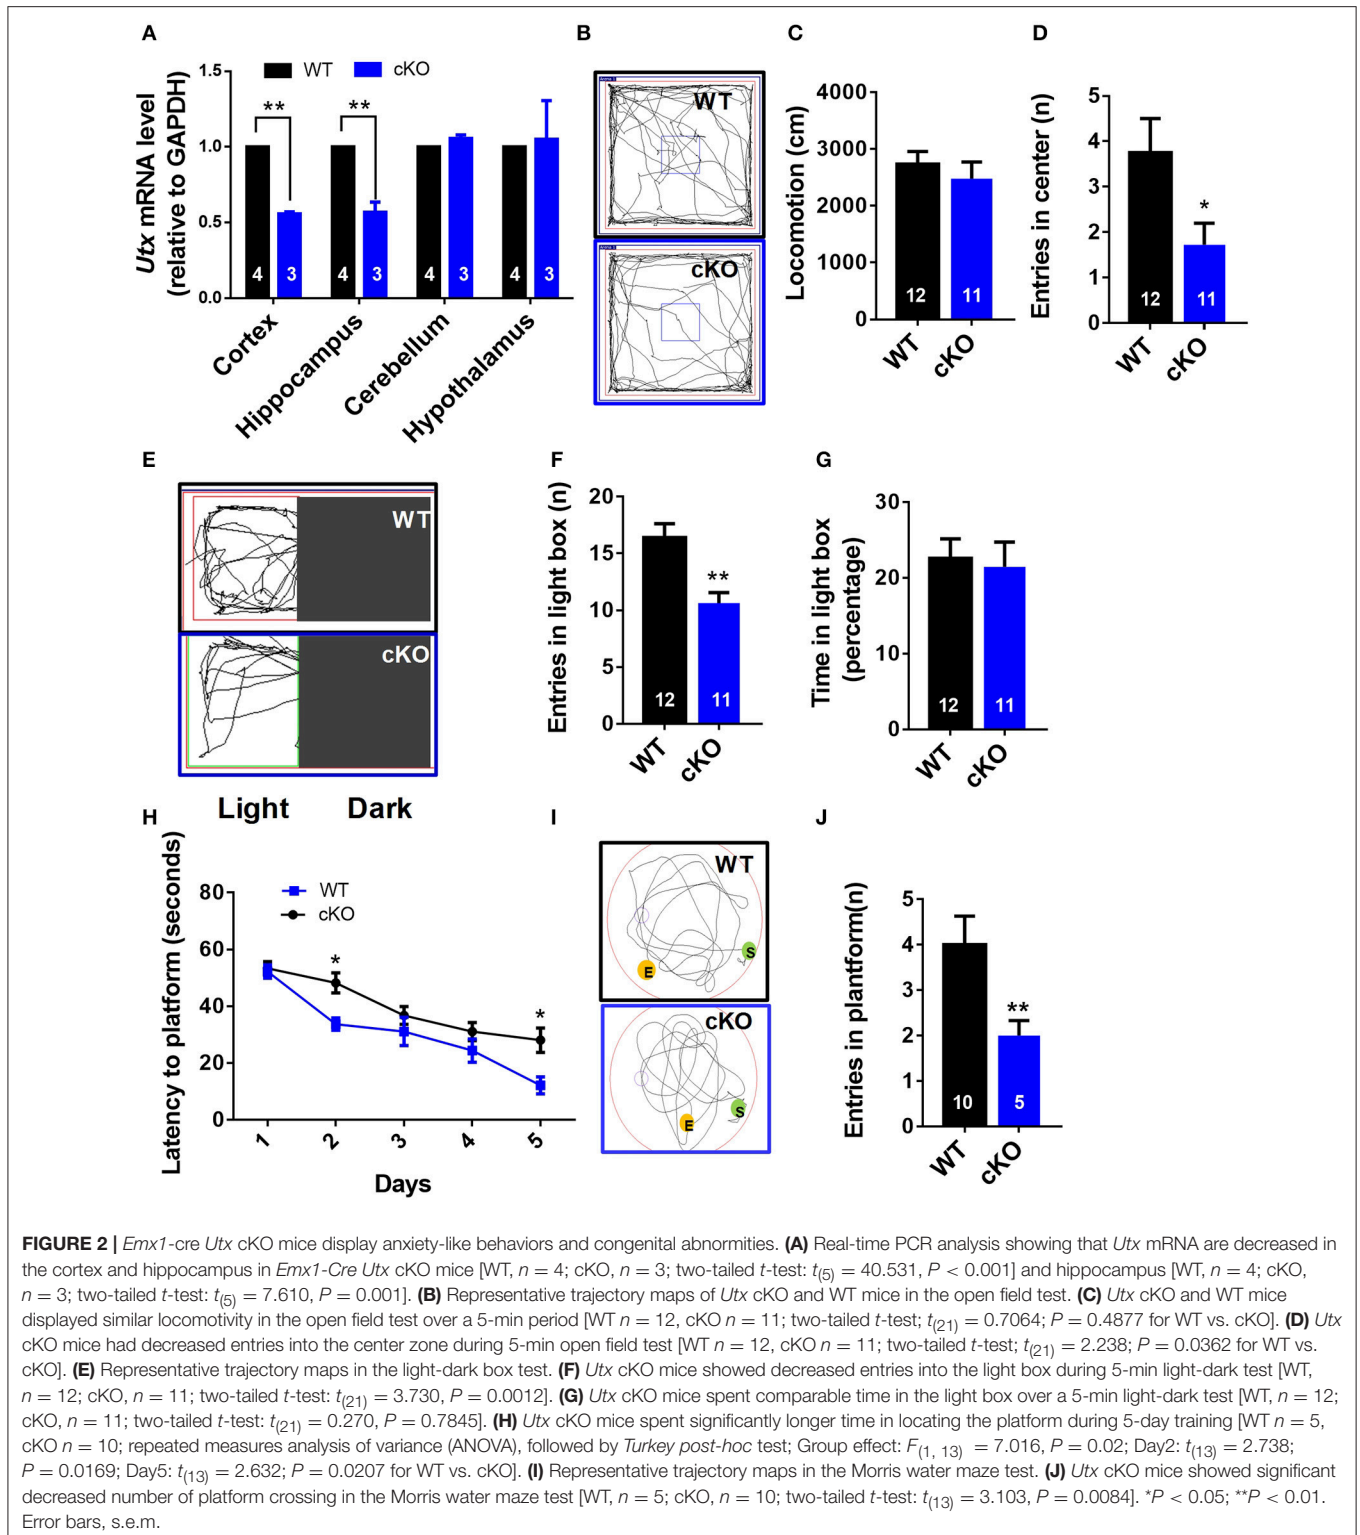 A
B
C
D
WT
cKO
Utx mRNA level
(relative to GAPDH)
1.5
1.0
0.5
0.0
**
**
4
3
4
3
4
3
4
3
Cortex
Hippocampus
Cerebellum
Hypothalamus
WT
cKO
Locomotion (cm)
4000
3000
2000
1000
0
12
11
WT
cKO
Entries in center (n)
5
4
3
2
1
0
*
12
11
WT
cKO
E
F
G
WT
cKO
Light
Dark
Entries in light box (n)
20
15
10
5
0
**
12
11
WT
cKO
Time in light box
(percentage)
30
20
10
0
12
11
WT
cKO
H
I
J
Latency to platform (seconds)
80
60
40
20
0
WT
cKO
*
*
1
2
3
4
5
Days
WT
S
E
cKO
S
E
Entries in plantform(n)
5
4
3
2
1
0
**
10
5
WT
cKO
FIGURE 2 | Emx1-cre Utx cKO mice display anxiety-like behaviors and congenital abnormities. (A) Real-time PCR analysis showing that Utx mRNA are decreased in
the cortex and hippocampus in Emx1-Cre Utx cKO mice [WT, n = 4; cKO, n = 3; two-tailed t-test: t(5) = 40.531, P < 0.001] and hippocampus [WT, n = 4; cKO,
n = 3; two-tailed t-test: t(5) = 7.610, P = 0.001]. (B) Representative trajectory maps of Utx cKO and WT mice in the open field test. (C) Utx cKO and WT mice
displayed similar locomotivity in the open field test over a 5-min period [WT n = 12, cKO n = 11; two-tailed t-test; t(21) = 0.7064; P = 0.4877 for WT vs. cKO]. (D) Utx
cKO mice had decreased entries into the center zone during 5-min open field test [WT n = 12, cKO n = 11; two-tailed t-test; t(21) = 2.238; P = 0.0362 for WT vs.
cKO]. (E) Representative trajectory maps in the light-dark box test. (F) Utx cKO mice showed decreased entries into the light box during 5-min light-dark test [WT,
n = 12; cKO, n = 11; two-tailed t-test: t(21) = 3.730, P = 0.0012]. (G) Utx cKO mice spent comparable time in the light box over a 5-min light-dark test [WT, n = 12;
cKO, n = 11; two-tailed t-test: t(21) = 0.270, P = 0.7845]. (H) Utx cKO mice spent significantly longer time in locating the platform during 5-day training [WT n = 5,
cKO n = 10; repeated measures analysis of variance (ANOVA), followed by Turkey post-hoc test; Group effect: F(1, 13) = 7.016, P = 0.02; Day2: t(13) = 2.738;
P = 0.0169; Day5: t(13) = 2.632; P = 0.0207 for WT vs. cKO]. (I) Representative trajectory maps in the Morris water maze test. (J) Utx cKO mice showed significant
decreased number of platform crossing in the Morris water maze test [WT, n = 5; cKO, n = 10; two-tailed t-test: t(13) = 3.103, P = 0.0084]. *P < 0.05; **P < 0.01.
Error bars, s.e.m.